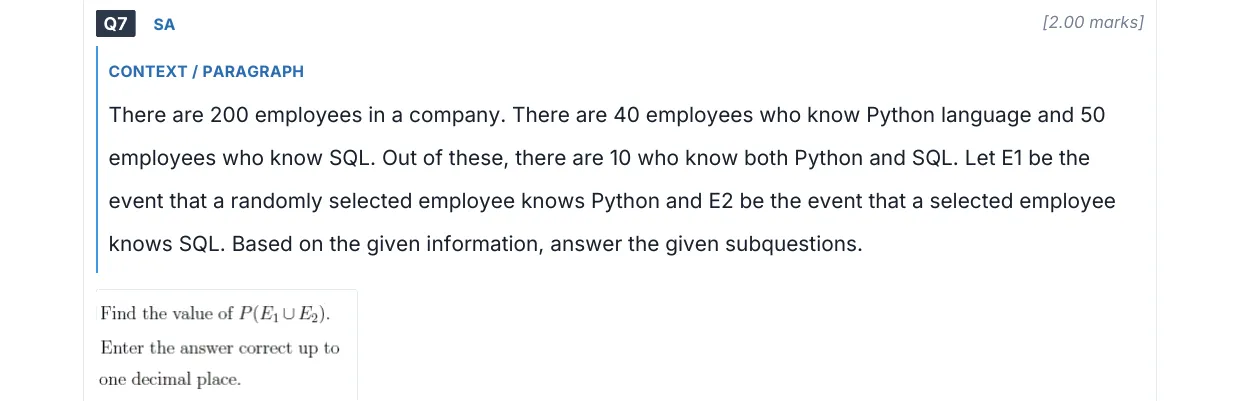 Q7 SA [2.00 marks]
CONTEXT / PARAGRAPH
There are 200 employees in a company. There are 40 employees who know Python language and 50
employees who know SQL. Out of these, there are 10 who know both Python and SQL. Let E1 be the
event that a randomly selected employee knows Python and E2 be the event that a selected employee
knows SQL. Based on the given information, answer the given subquestions.
Find the value of P(E₁ ∪ E₂).
Enter the answer correct up to
one decimal place.